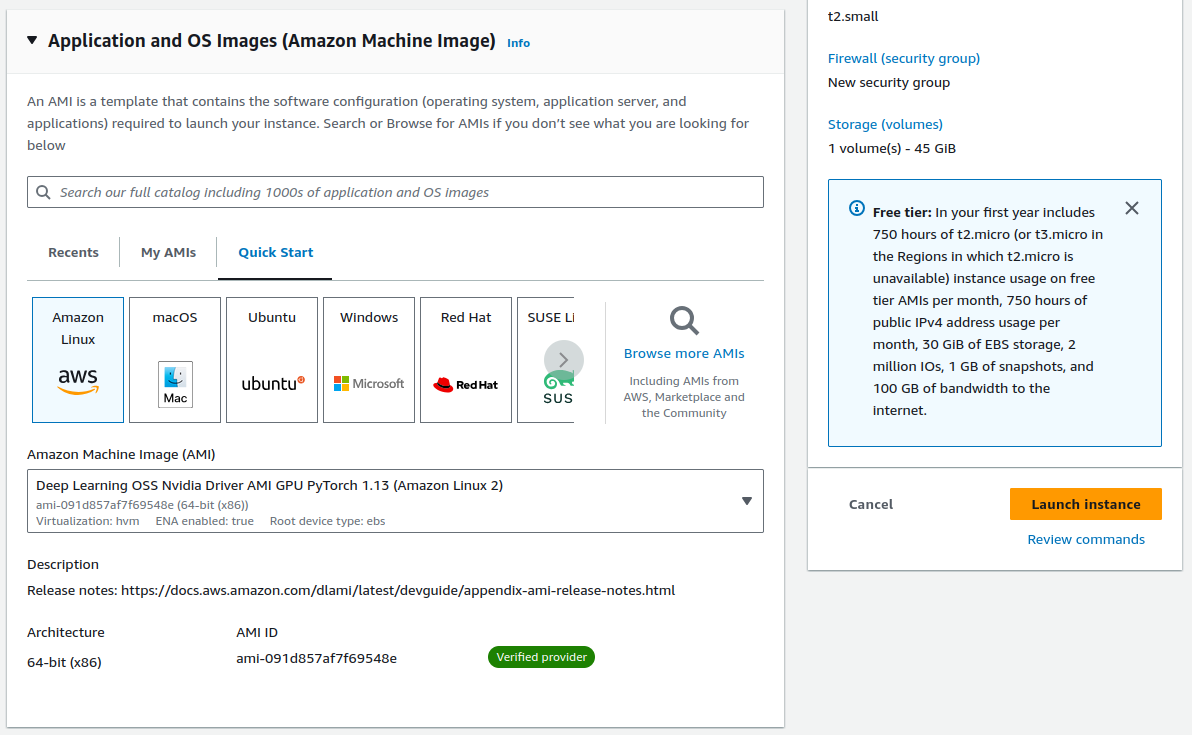 Application and OS Images (Amazon Machine Image) Info
An AMI is a template that contains the software configuration (operating system, application server, and
applications) required to launch your instance. Search or Browse for AMIs if you don’t see what you are looking for
below
Search our full catalog including 1000s of application and OS images
Recents
My AMIs
Quick Start
Amazon
Linux
aws
macOS
Mac
Ubuntu
ubuntu
Windows
Microsoft
Red Hat
Red Hat
SUSE Li
SUS
Browse more AMIs
Including AMIs from
AWS, Marketplace and
the Community
Amazon Machine Image (AMI)
Deep Learning OSS Nvidia Driver AMI GPU PyTorch 1.13 (Amazon Linux 2)
ami-091d857af7f69548e (64-bit (x86))
Virtualization: hvm ENA enabled: true Root device type: ebs
Description
Release notes: https://docs.aws.amazon.com/dlami/latest/devguide/appendix-ami-release-notes.html
Architecture
64-bit (x86)
AMI ID
ami-091d857af7f69548e
Verified provider
t2.small
Firewall (security group)
New security group
Storage (volumes)
1 volume(s) - 45 GiB
Free tier: In your first year includes
750 hours of t2.micro (or t3.micro in
the Regions in which t2.micro is
unavailable) instance usage on free
tier AMIs per month, 750 hours of
public IPv4 address usage per
month, 30 GiB of EBS storage, 2
million IOs, 1 GB of snapshots, and
100 GB of bandwidth to the
internet.
Cancel
Launch instance
Review commands